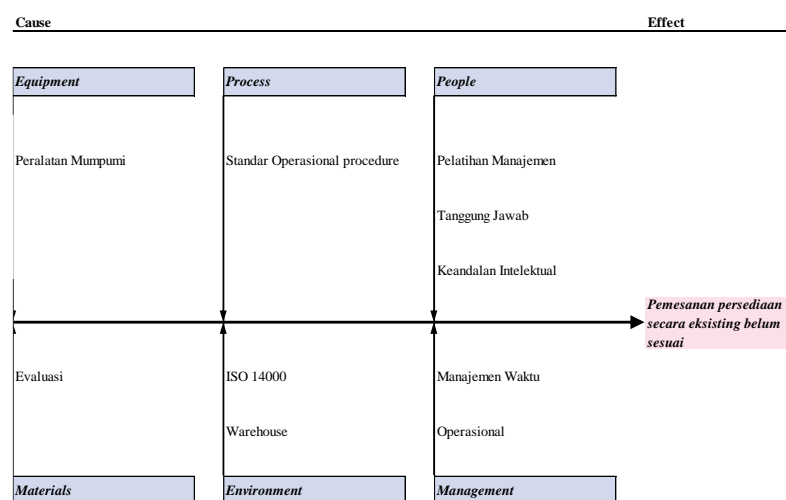 Cause Effect
Equipment Process People
Peralatan Mumpumi Standar Operasional procedure Pelatihan Manajemen
Tanggung Jawab
Keandalan Intelektual
Pemesanan persediaan
secara eksisting belum
sesuai
Evaluasi ISO 14000 Manajemen Waktu
Warehouse Operasional
Materials Environment Management